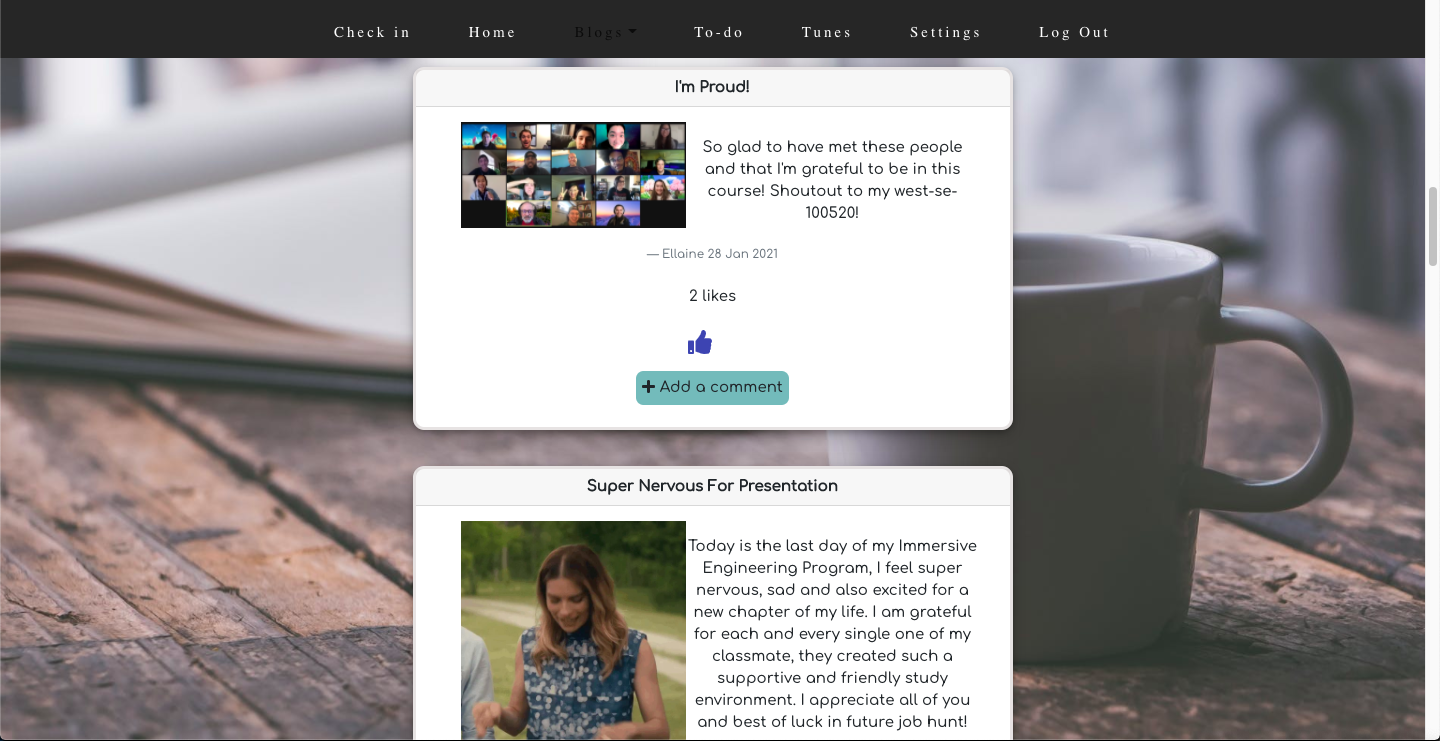 Check in Home Blogs To-do Tunes Settings Log Out
I'm Proud!
So glad to have met these people
and that I'm grateful to be in this
course! Shoutout to my west-se-
100520!
— Ellaine 28 Jan 2021
2 likes
Add a comment
Super Nervous For Presentation
Today is the last day of my Immersive
Engineering Program, I feel super
nervous, sad and also excited for a
new chapter of my life. I am grateful
for each and every single one of my
classmate, they created such a
supportive and friendly study
environment. I appreciate all of you
and best of luck in future job hunt!